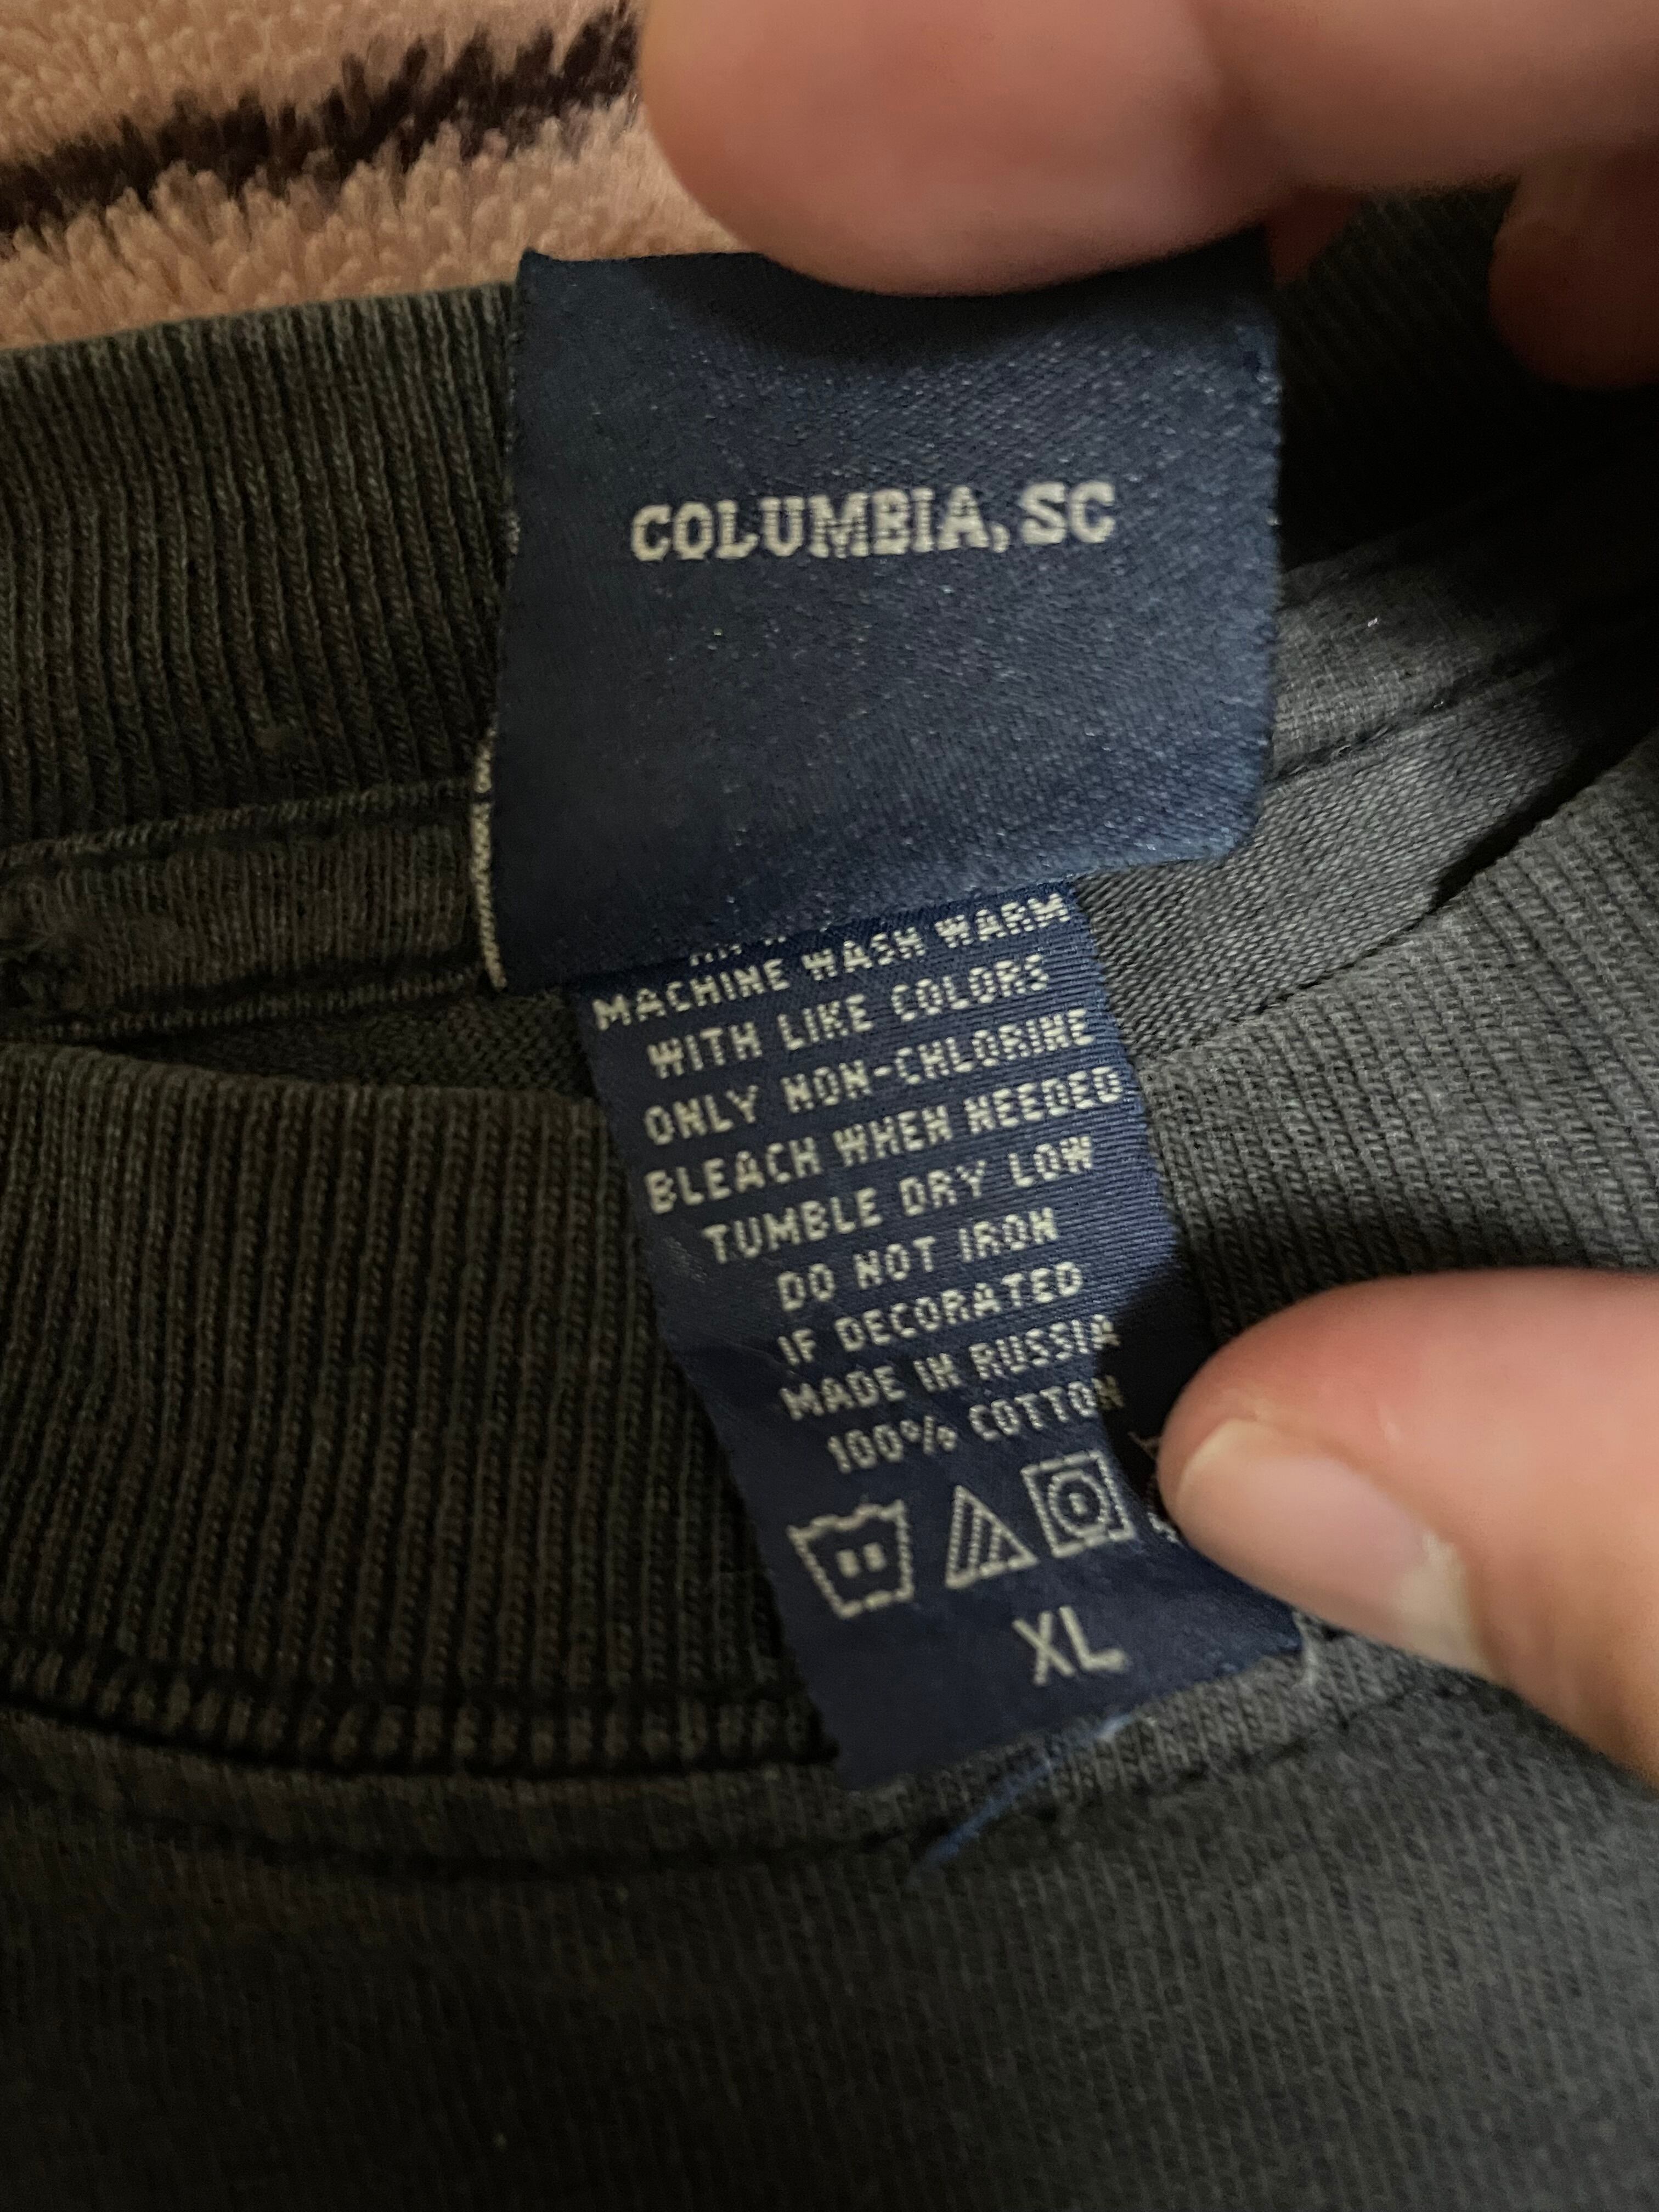 COLUMBIA, SC
MACHINE WASH WARM
WITH LIKE COLORS
ONLY NON-CHLORINE
BLEACH WHEN NEEDED
TUMBLE DRY LOW
DO NOT IRON
IF DECORATED
MADE IN RUSSIA
100% COTTON
XL